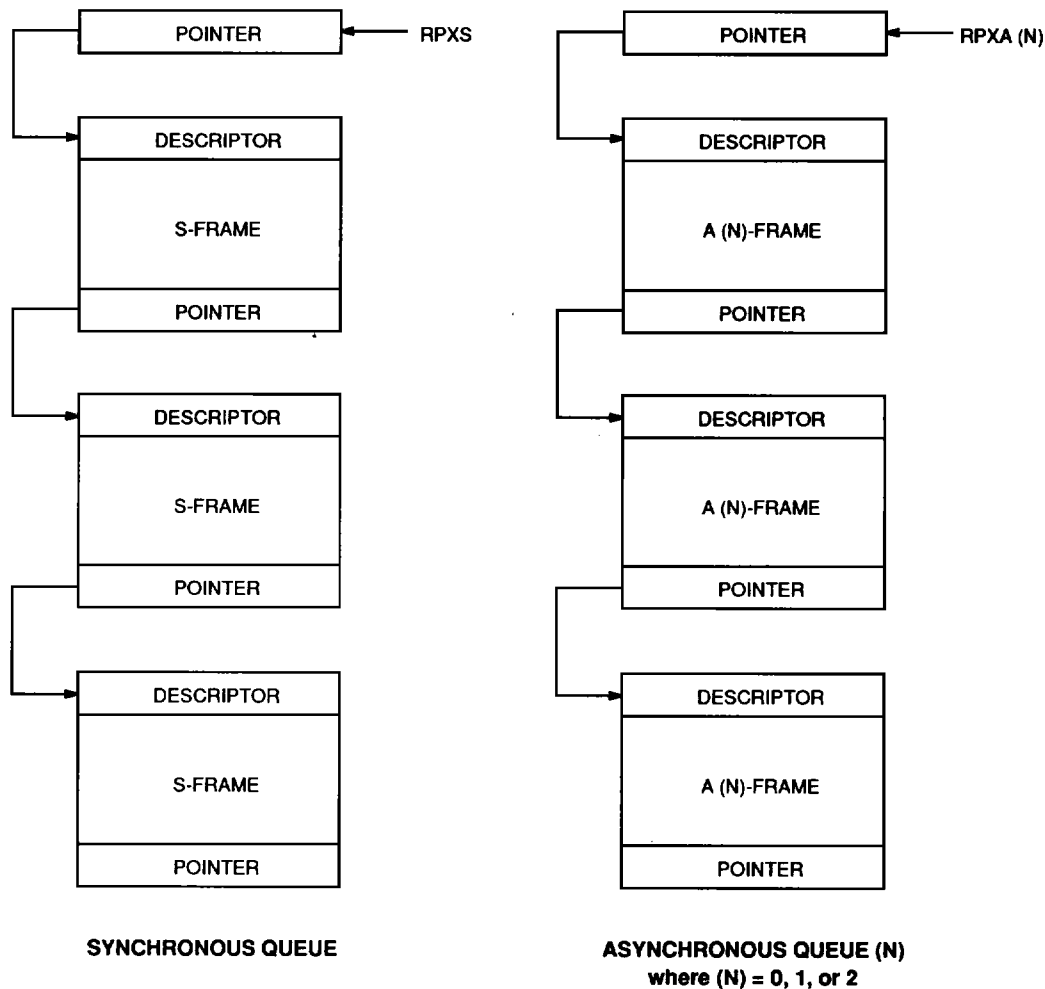 POINTER
RPXS
DESCRIPTOR
S-FRAME
POINTER
DESCRIPTOR
S-FRAME
POINTER
DESCRIPTOR
S-FRAME
POINTER
SYNCHRONOUS QUEUE
POINTER
RPXA (N)
DESCRIPTOR
A (N)-FRAME
POINTER
DESCRIPTOR
A (N)-FRAME
POINTER
DESCRIPTOR
A (N)-FRAME
POINTER
ASYNCHRONOUS QUEUE (N)
where (N) = 0, 1, or 2